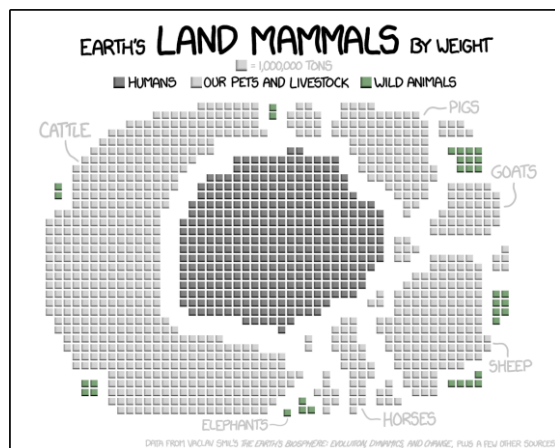 EARTH'S LAND MAMMALS BY WEIGHT
= 1,000,000 TONS
HUMANS OUR PETS AND LIVESTOCK WILD ANIMALS
PIGS
CATTLE
GOATS
SHEEP
HORSES
ELEPHANTS
DATA FROM VACLAV SMIL'S THE EARTH'S BIOSPHERE: EVOLUTION, DYNAMICS, AND CHANGE, PLUS A FEW OTHER SOURCES